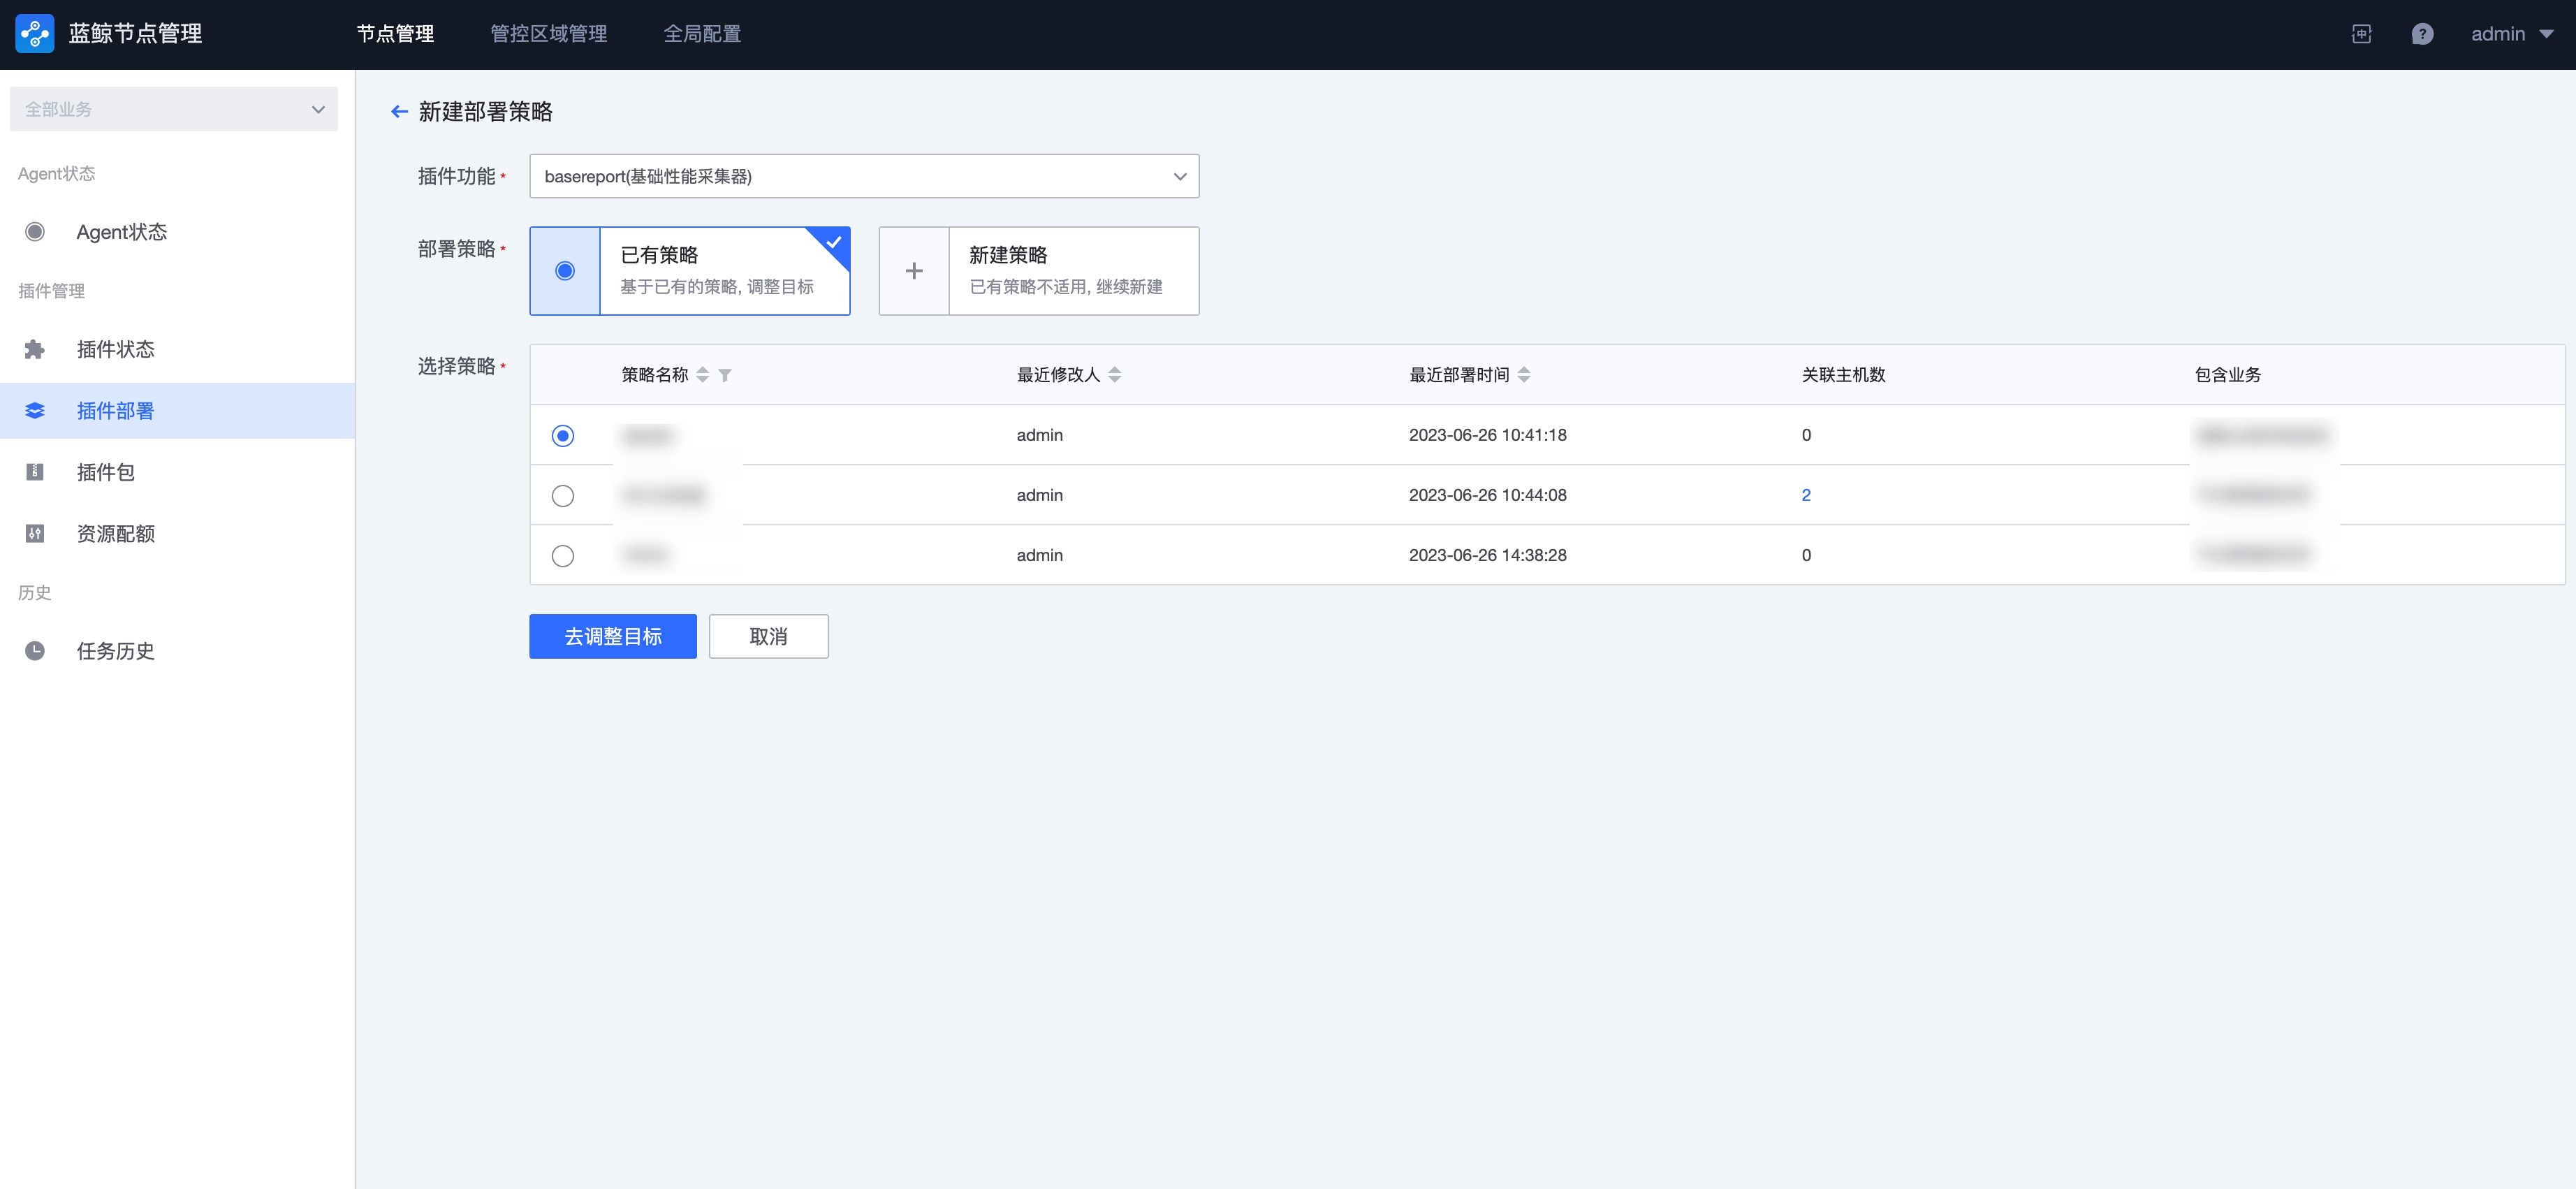 蓝鲸节点管理
节点管理 管控区域管理 全局配置
中 ? admin
全部业务
Agent状态
Agent状态
插件管理
插件状态
插件部署
插件包
资源配额
历史
任务历史
新建部署策略
插件功能*
basereport(基础性能采集器)
部署策略*
已有策略
基于已有的策略, 调整目标
新建策略
已有策略不适用, 继续新建
选择策略*
策略名称 最近修改人 最近部署时间 关联主机数 包含业务
admin 2023-06-26 10:41:18 0
admin 2023-06-26 10:44:08 2
admin 2023-06-26 14:38:28 0
去调整目标 取消